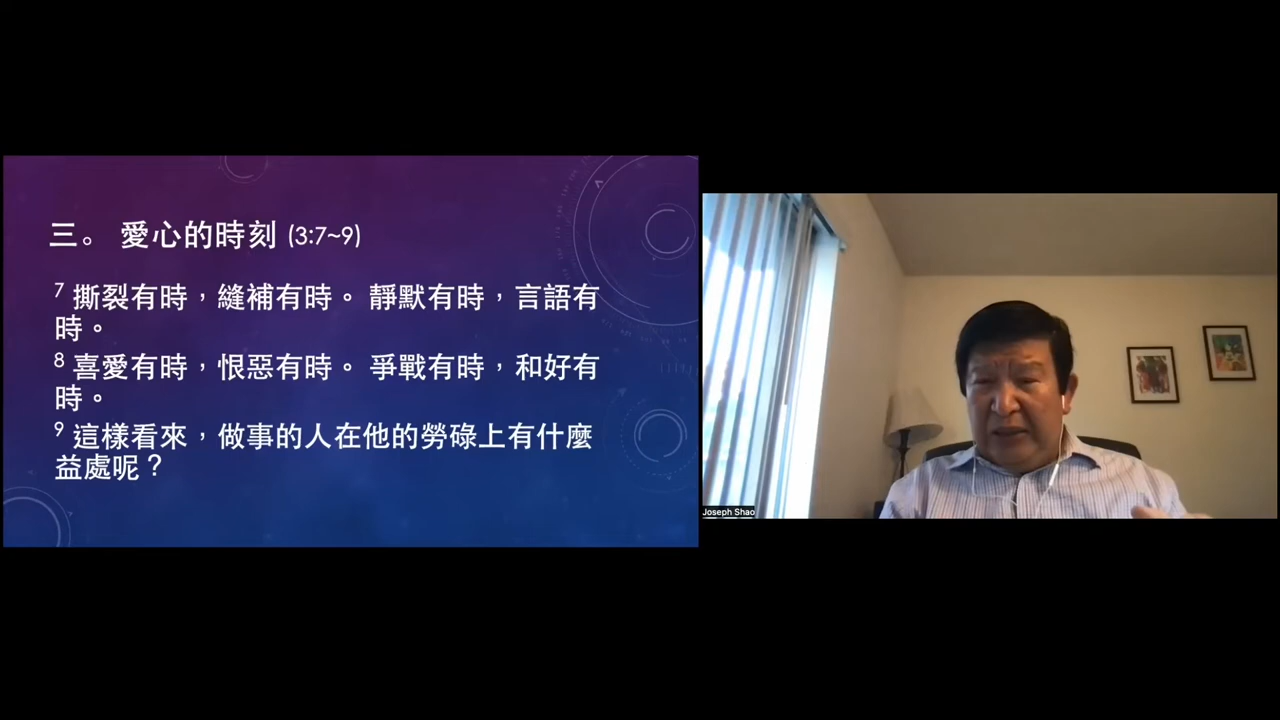 三。 愛心的時刻 (3:7~9)
7 撕裂有時，縫補有時。 靜默有時，言語有
時。
8 喜愛有時，恨惡有時。 爭戰有時，和好有
時。
9 這樣看來，做事的人在他的勞碌上有什麼
益處呢？
Joseph Shao